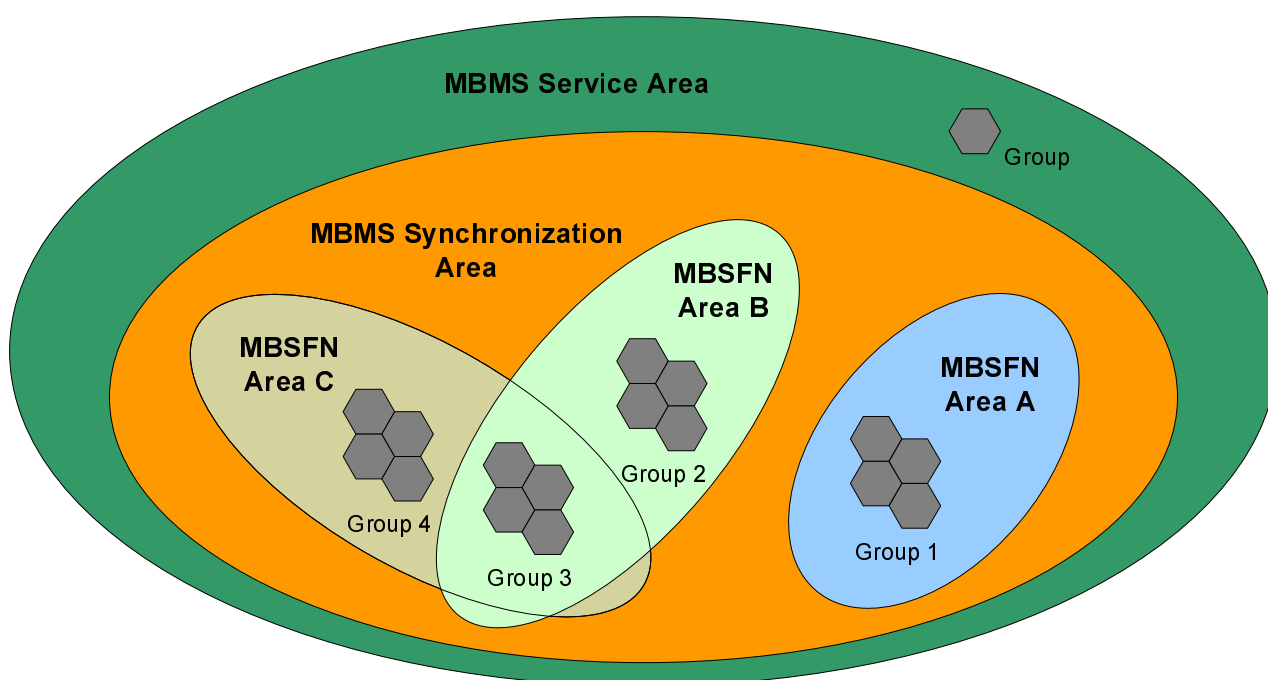 MBMS Service Area
Group
MBMS Synchronization
Area
MBSFN
Area B
MBSFN
Area C
MBSFN
Area A
Group 2
Group 4
Group 1
Group 3